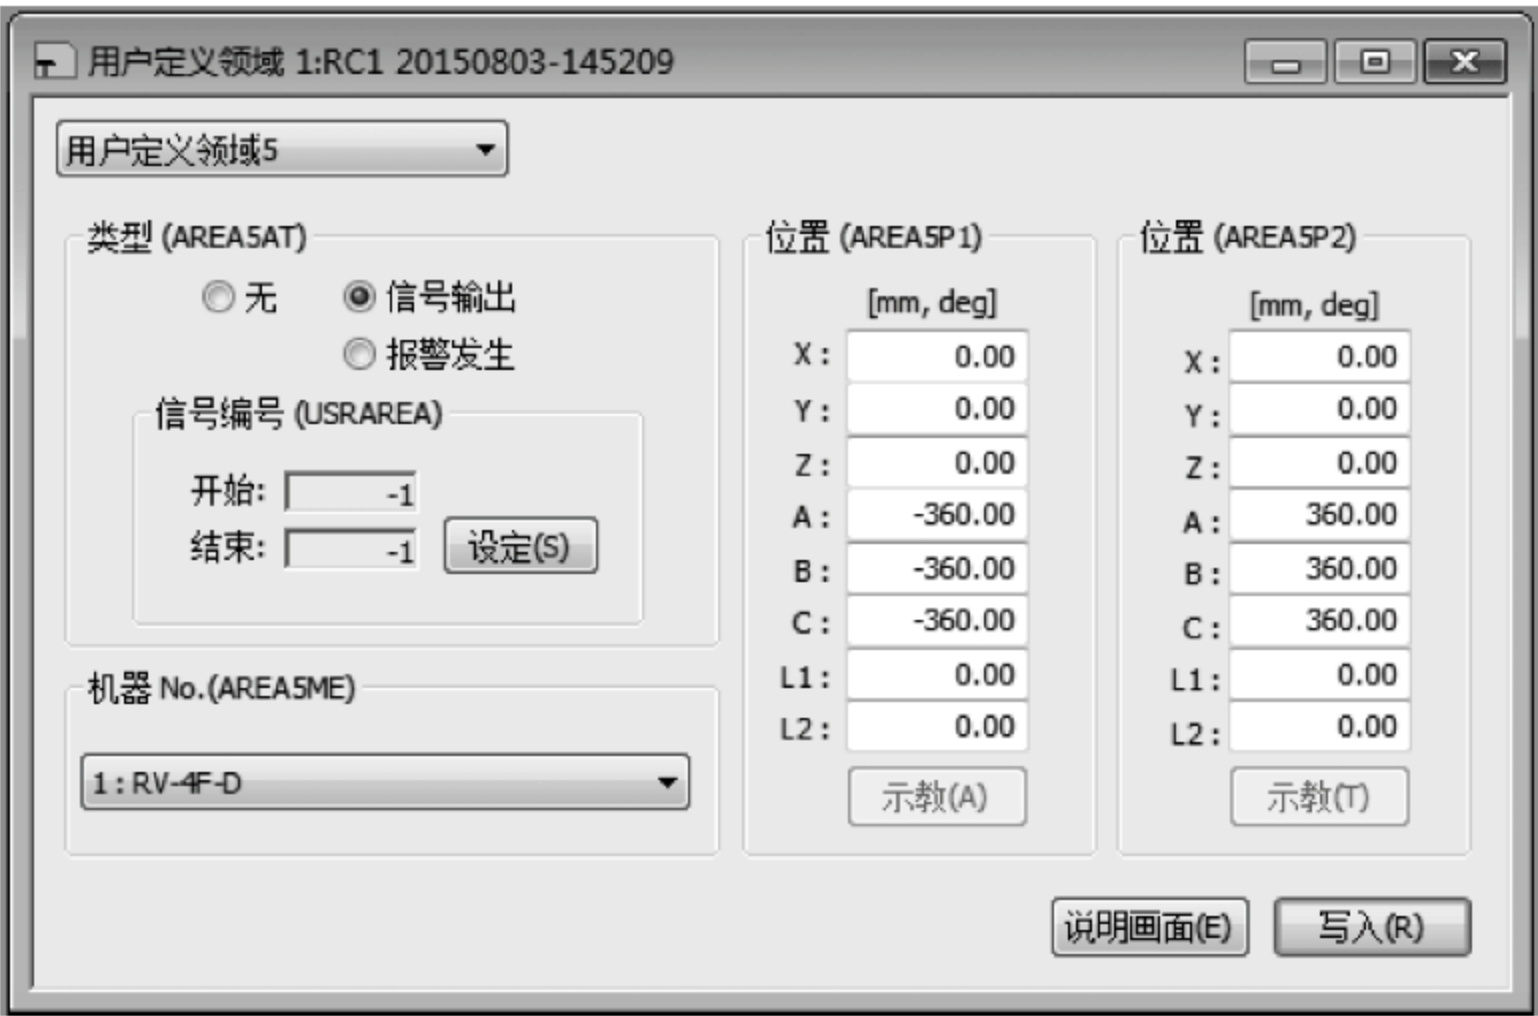 用户定义领域 1:RC1 20150803-145209
用户定义领域5
类型 (AREA5AT)
无
信号输出
报警发生
信号编号 (USRAREA)
开始: -1
结束: -1
设定(S)
机器 No.(AREA5ME)
1 : RV-4F-D
位置 (AREA5P1)
[mm, deg]
X : 0.00
Y : 0.00
Z : 0.00
A : -360.00
B : -360.00
C : -360.00
L1 : 0.00
L2 : 0.00
示教(A)
位置 (AREA5P2)
[mm, deg]
X : 0.00
Y : 0.00
Z : 0.00
A : 360.00
B : 360.00
C : 360.00
L1 : 0.00
L2 : 0.00
示教(T)
说明画面(E)
写入(R)